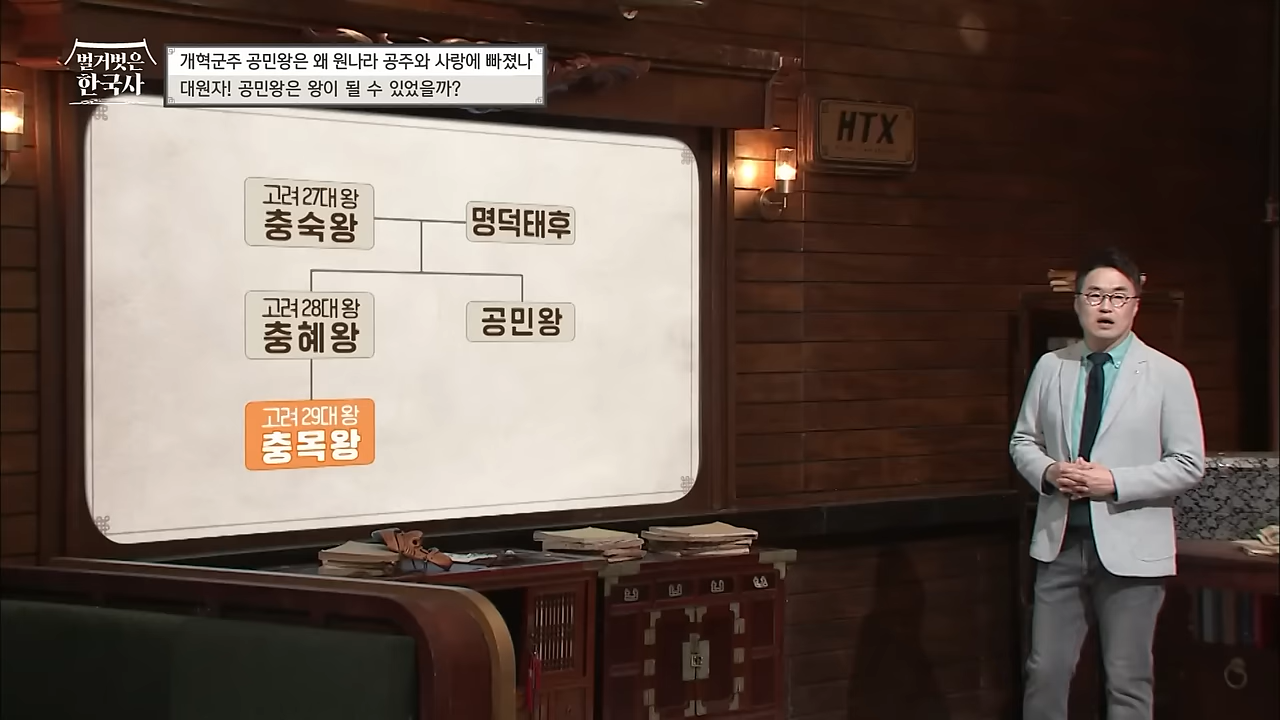 벌거벗은
한국사
개혁군주 공민왕은 왜 원나라 공주와 사랑에 빠졌나
대원자! 공민왕은 왕이 될 수 있었을까?
HTX
고려 27대 왕
충숙왕
명덕태후
고려 28대 왕
충혜왕
공민왕
고려 29대 왕
충목왕